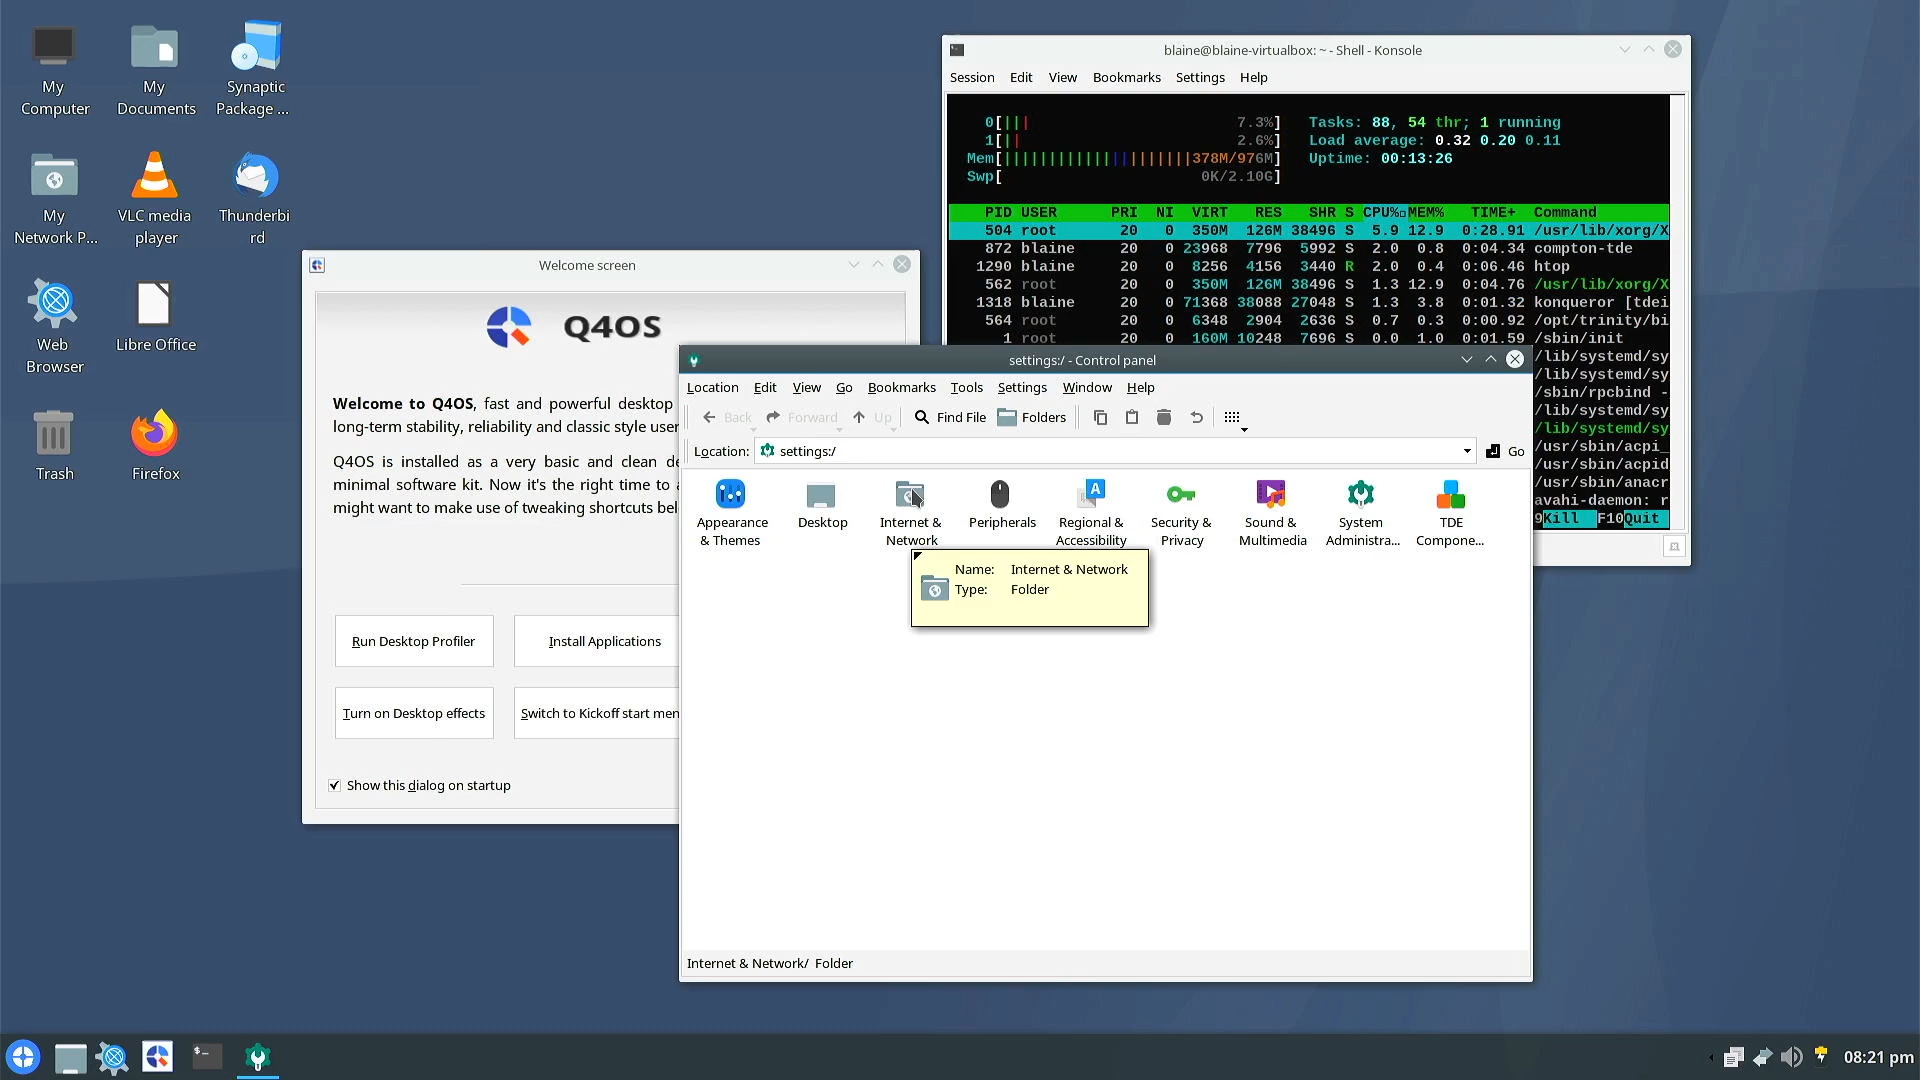 My
Computer
My
Documents
Synaptic
Package ...
My
Network P...
VLC media
player
Thunderbi
rd
Web
Browser
Libre Office
Trash
Firefox
Welcome screen
Q4OS
Welcome to Q4OS, fast and powerful desktop
long-term stability, reliability and classic style user
Q4OS is installed as a very basic and clean de
minimal software kit. Now it's the right time to
might want to make use of tweaking shortcuts bel
Run Desktop Profiler
Install Applications
Turn on Desktop effects
Switch to Kickoff start men
Show this dialog on startup
blaine@blaine-virtualbox: ~ - Shell - Konsole
Session Edit View Bookmarks Settings Help
0[||| 7.3%] Tasks: 88, 54 thr; 1 running
1[|| 2.6%] Load average: 0.32 0.20 0.11
Mem[|||||||||||||||||||||378M/976M] Uptime: 00:13:26
Swp[ 0K/2.10G]
PID USER PRI NI VIRT RES SHR S CPU% MEM% TIME+ Command
504 root 20 0 350M 126M 38496 S 5.9 12.9 0:28.91 /usr/lib/xorg/X
872 blaine 20 0 23968 7796 5992 S 2.0 0.8 0:04.34 compton-tde
1290 blaine 20 0 8256 4156 3440 R 2.0 0.4 0:06.46 htop
562 root 20 0 350M 126M 38496 S 1.3 12.9 0:04.76 /usr/lib/xorg/X
1318 blaine 20 0 71368 38088 27048 S 1.3 3.8 0:01.32 konqueror [tdei
564 root 20 0 6348 2904 2636 S 0.7 0.3 0:00.92 /opt/trinity/bi
1 root 20 0 160M 10248 7696 S 0.0 1.0 0:01.59 /sbin/init
/lib/systemd/sy
/lib/systemd/sy
/sbin/rpcbind -
/lib/systemd/sy
/lib/systemd/sy
/usr/sbin/acpi_
/usr/sbin/acpid
/usr/sbin/anacr
avahi-daemon: r
9Kill F10Quit
settings:/ - Control panel
Location Edit View Go Bookmarks Tools Settings Window Help
Back Forward Up Find File Folders
Location: settings:/ Go
Appearance
& Themes
Desktop
Internet &
Network
Peripherals
Regional &
Accessibility
Security &
Privacy
Sound &
Multimedia
System
Administra...
TDE
Compone...
Name: Internet & Network
Type: Folder
Internet & Network/ Folder
08:21 pm